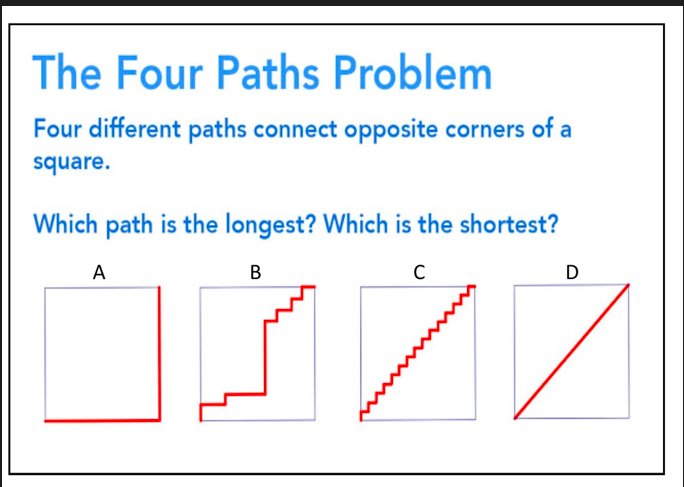 The Four Paths Problem
Four different paths connect opposite corners of a
square.
Which path is the longest? Which is the shortest?
A B C D